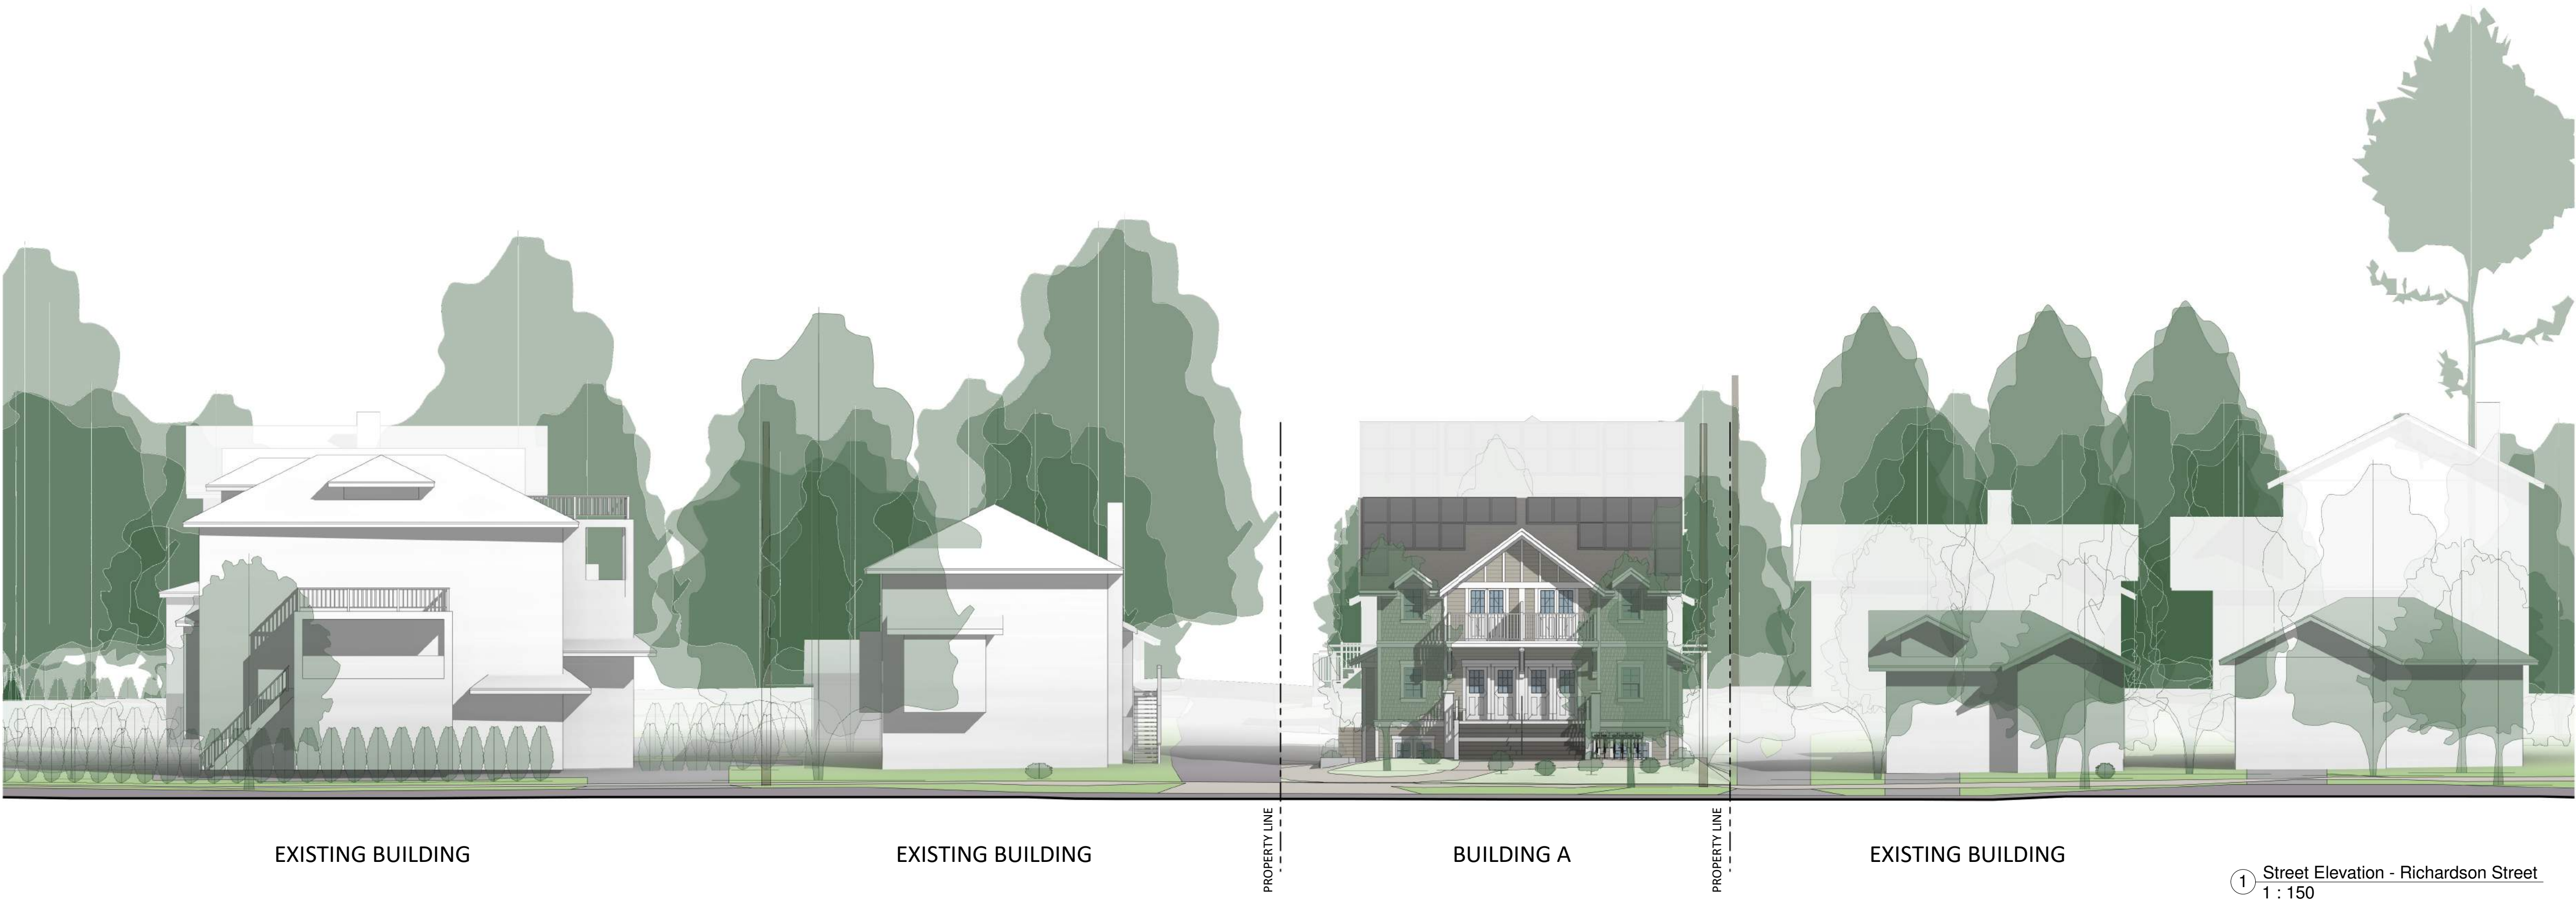 EXISTING BUILDING
EXISTING BUILDING
PROPERTY LINE
BUILDING A
PROPERTY LINE
EXISTING BUILDING
1 Street Elevation - Richardson Street
1 : 150